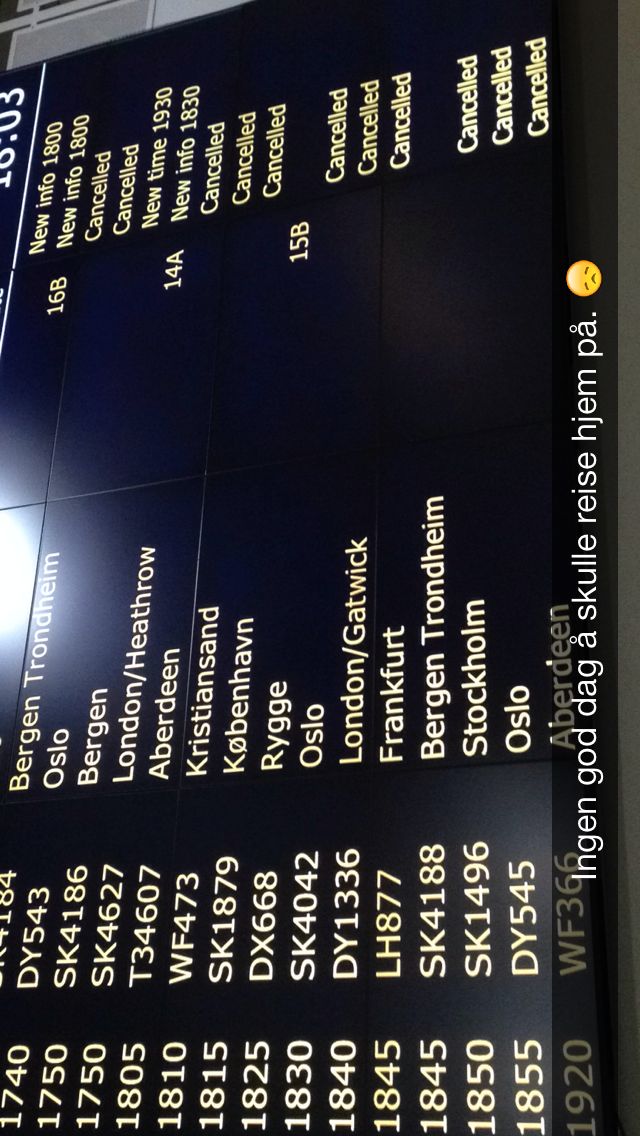 18:03
New info 1800
16B New info 1800
SK4184 Bergen Trondheim Cancelled
1740 DY543 Oslo Cancelled
1750 SK4186 Bergen New time 1930
1750 SK4627 London/Heathrow 14A New info 1830
1805 T34607 Aberdeen Cancelled
1810 WF473 Kristiansand Cancelled
1815 SK1879 København Cancelled
1825 DX668 Rygge 15B
1830 SK4042 Oslo Cancelled
1840 DY1336 London/Gatwick Cancelled
1845 LH877 Frankfurt Cancelled
1845 SK4188 Bergen Trondheim
1850 SK1496 Stockholm Cancelled
1855 DY545 Oslo Cancelled
1920 WF366 Aberdeen Cancelled
Ingen god dag å skulle reise hjem på. 😞